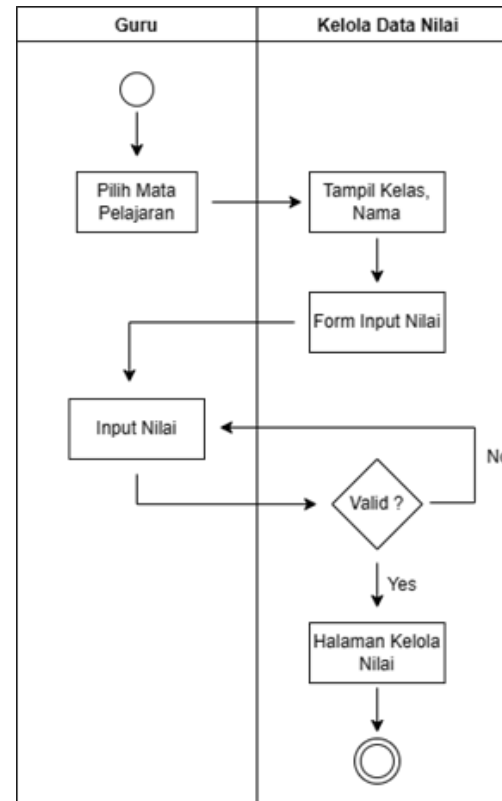 Guru
Kelola Data Nilai
Pilih Mata
Pelajaran
Tampil Kelas,
Nama
Form Input Nilai
Input Nilai
Valid ?
No
Yes
Halaman Kelola
Nilai